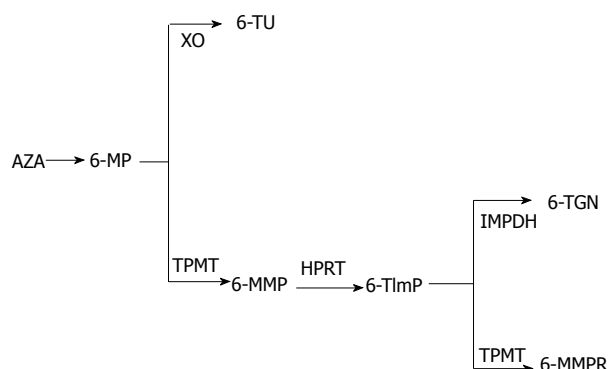 6-TU
XO
AZA
6-MP
6-TGN
IMPDH
TPMT
6-MMP
HPRT
6-TImP
TPMT
6-MMPR